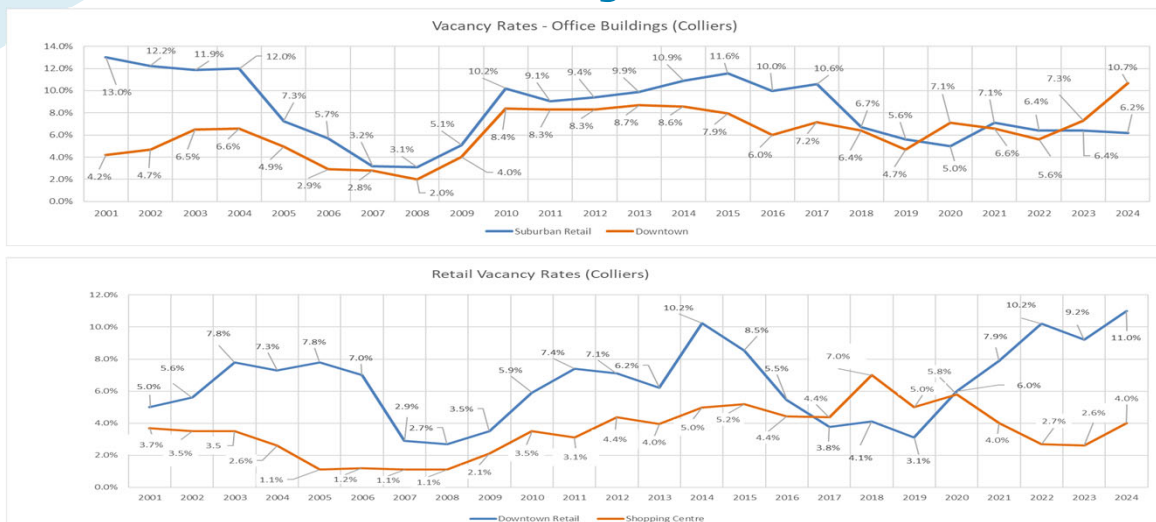 Vacancy Rates - Office Buildings (Colliers)
14.0%
12.0%
10.0%
8.0%
6.0%
4.0%
2.0%
0.0%
13.0% 12.2% 11.9% 12.0% 7.3% 5.7% 3.2% 3.1% 5.1% 10.2% 9.1% 9.4% 9.9% 10.9% 11.6% 10.0% 10.6% 6.7% 5.6% 5.0% 7.1% 6.4% 6.4% 6.2%
4.2% 4.7% 6.5% 6.6% 4.9% 2.9% 2.8% 2.0% 4.0% 8.4% 8.3% 8.3% 8.7% 8.6% 7.9% 6.0% 7.2% 6.4% 4.7% 7.1% 6.6% 5.6% 7.3% 10.7%
2001 2002 2003 2004 2005 2006 2007 2008 2009 2010 2011 2012 2013 2014 2015 2016 2017 2018 2019 2020 2021 2022 2023 2024
Suburban Retail Downtown
Retail Vacancy Rates (Colliers)
12.0%
10.0%
8.0%
6.0%
4.0%
2.0%
0.0%
5.0% 5.6% 7.8% 7.3% 7.8% 7.0% 2.9% 2.7% 3.5% 5.9% 7.4% 7.1% 6.2% 10.2% 8.5% 5.5% 3.8% 4.1% 3.1% 6.0% 7.9% 10.2% 9.2% 11.0%
3.7% 3.5% 3.5 2.6% 1.1% 1.2% 1.1% 1.1% 2.1% 3.5% 3.1% 4.4% 4.0% 5.0% 5.2% 4.4% 4.4% 7.0% 5.0% 5.8% 4.0% 2.7% 2.6% 4.0%
2001 2002 2003 2004 2005 2006 2007 2008 2009 2010 2011 2012 2013 2014 2015 2016 2017 2018 2019 2020 2021 2022 2023 2024
Downtown Retail Shopping Centre